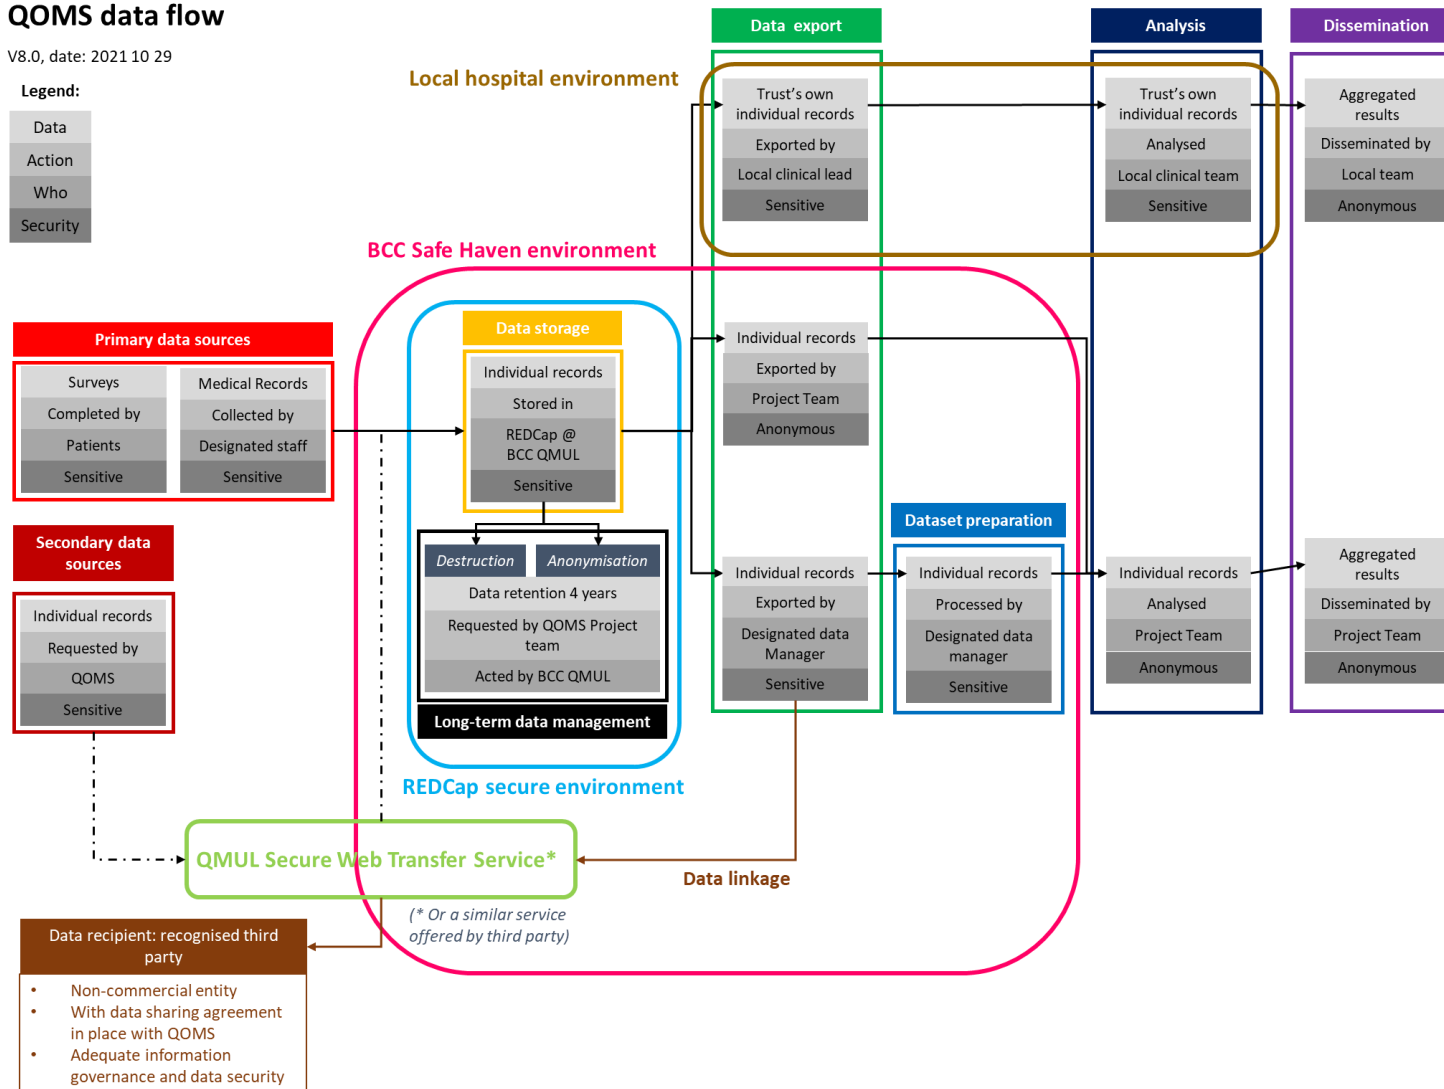 QOMS data flow
V8.0, date: 2021 10 29
Legend:
Data
Action
Who
Security
Data export
Analysis
Dissemination
Local hospital environment
Trust's own
individual records
Exported by
Local clinical lead
Sensitive
Trust's own
individual records
Analysed
Local clinical team
Sensitive
Aggregated
results
Disseminated by
Local team
Anonymous
BCC Safe Haven environment
Primary data sources
Surveys
Completed by
Patients
Sensitive
Medical Records
Collected by
Designated staff
Sensitive
Data storage
Individual records
Stored in
REDCap @
BCC QMUL
Sensitive
Individual records
Exported by
Project Team
Anonymous
Secondary data
sources
Individual records
Requested by
QOMS
Sensitive
Destruction
Anonymisation
Data retention 4 years
Requested by QOMS Project
team
Acted by BCC QMUL
Long-term data management
REDCap secure environment
Individual records
Exported by
Designated data
Manager
Sensitive
Dataset preparation
Individual records
Processed by
Designated data
manager
Sensitive
Individual records
Analysed
Project Team
Anonymous
Aggregated
results
Disseminated by
Project Team
Anonymous
QMUL Secure Web Transfer Service*
Data linkage
(* Or a similar service
offered by third party)
Data recipient: recognised third
party
• Non-commercial entity
• With data sharing agreement
in place with QOMS
• Adequate information
governance and data security